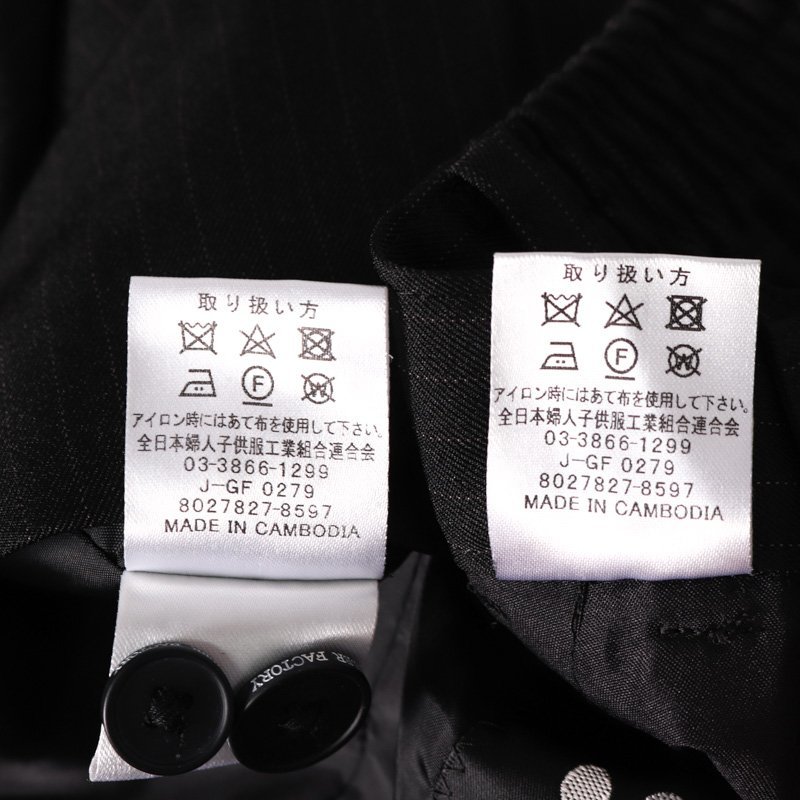 取り扱い方
F
W
アイロン時にはあて布を使用して下さい。
全日本婦人子供服工業組合連合会
03-3866-1299
J-GF 0279
8027827-8597
MADE IN CAMBODIA
FACTORY
取り扱い方
F
W
アイロン時にはあて布を使用して下さい。
全日本婦人子供服工業組合連合会
03-3866-1299
J-GF 0279
8027827-8597
MADE IN CAMBODIA